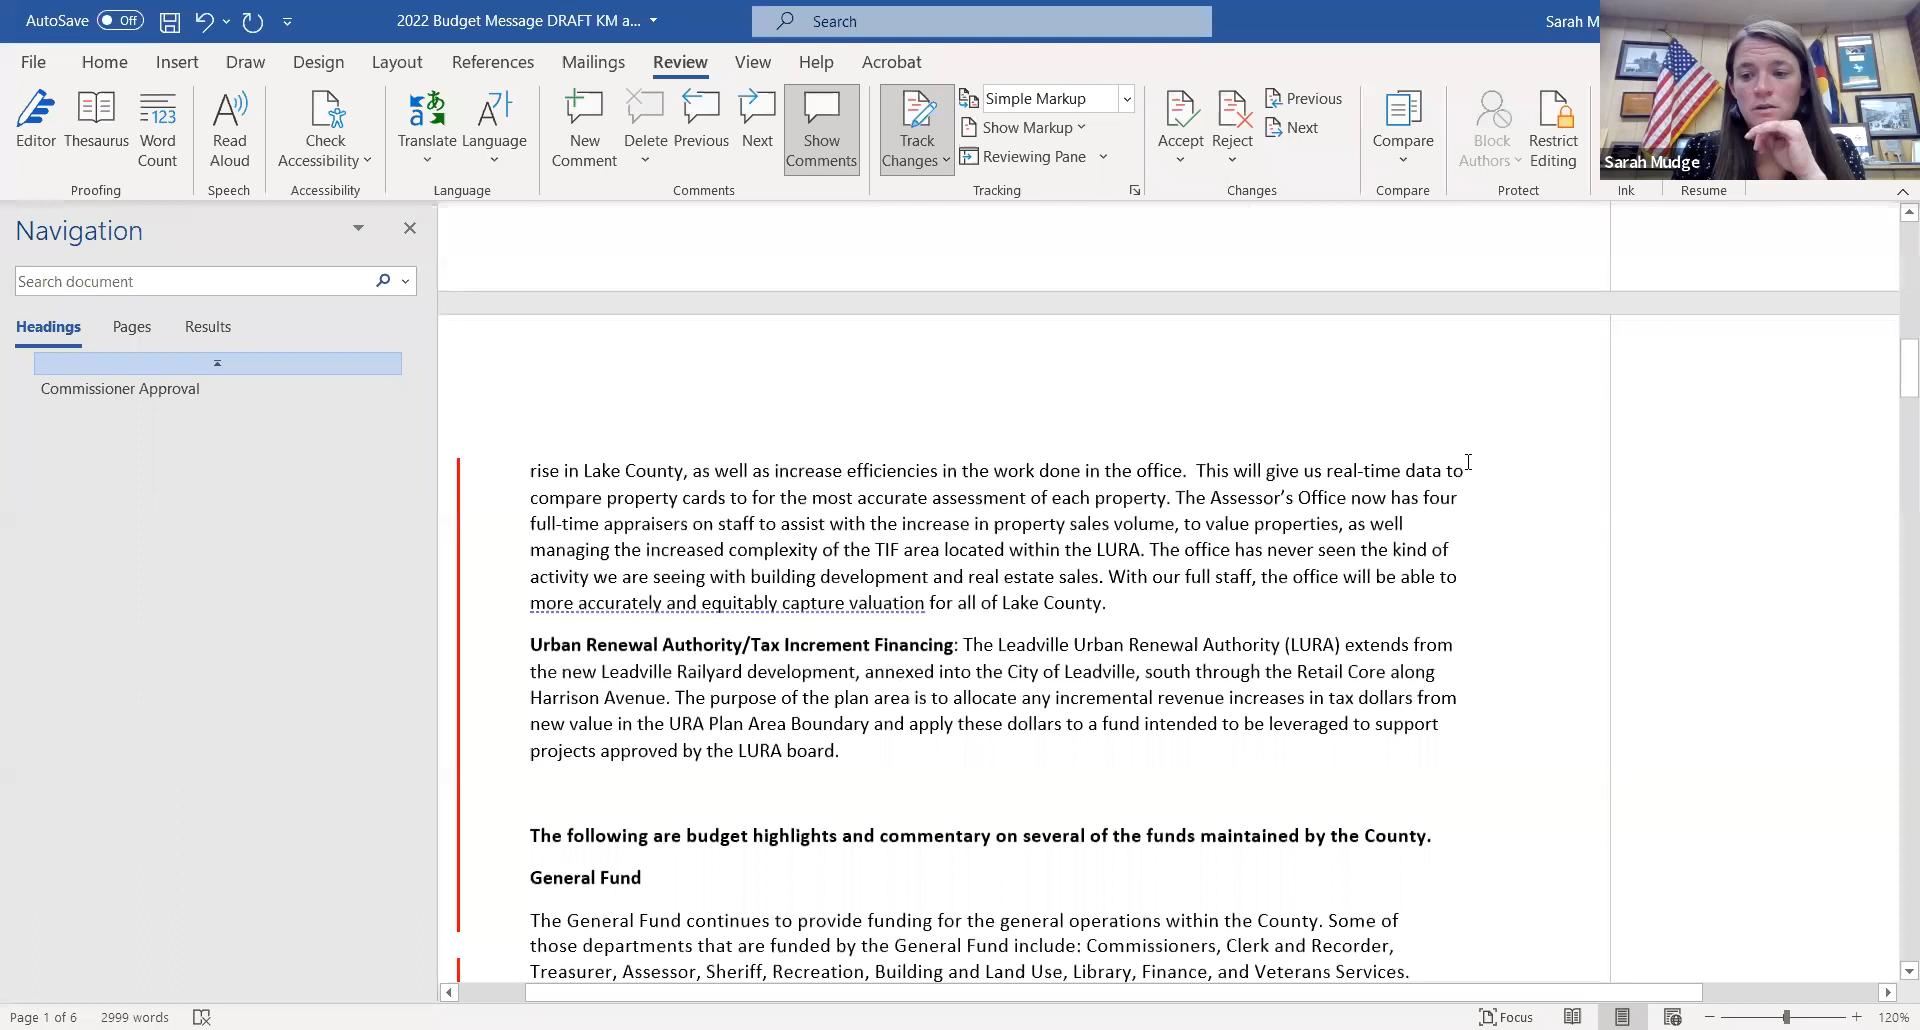 AutoSave Off 2022 Budget Message DRAFT KM a... Search Sarah M
File Home Insert Draw Design Layout References Mailings Review View Help Acrobat
Editor Thesaurus Word Count Read Aloud Check Accessibility Translate Language New Comment Delete Previous Next Show Comments Track Changes Simple Markup Show Markup Reviewing Pane Accept Reject Previous Next Compare Block Authors Restrict Editing
Sarah Mudge
Proofing Speech Accessibility Language Comments Tracking Changes Compare Protect Ink Resume
Navigation
Search document
Headings Pages Results
Commissioner Approval
rise in Lake County, as well as increase efficiencies in the work done in the office.  This will give us real-time data to
compare property cards to for the most accurate assessment of each property. The Assessor’s Office now has four
full-time appraisers on staff to assist with the increase in property sales volume, to value properties, as well
managing the increased complexity of the TIF area located within the LURA. The office has never seen the kind of
activity we are seeing with building development and real estate sales. With our full staff, the office will be able to
more accurately and equitably capture valuation for all of Lake County.
Urban Renewal Authority/Tax Increment Financing: The Leadville Urban Renewal Authority (LURA) extends from
the new Leadville Railyard development, annexed into the City of Leadville, south through the Retail Core along
Harrison Avenue. The purpose of the plan area is to allocate any incremental revenue increases in tax dollars from
new value in the URA Plan Area Boundary and apply these dollars to a fund intended to be leveraged to support
projects approved by the LURA board.
The following are budget highlights and commentary on several of the funds maintained by the County.
General Fund
The General Fund continues to provide funding for the general operations within the County. Some of
those departments that are funded by the General Fund include: Commissioners, Clerk and Recorder,
Treasurer, Assessor, Sheriff, Recreation, Building and Land Use, Library, Finance, and Veterans Services.
Page 1 of 6 2999 words Focus 120%